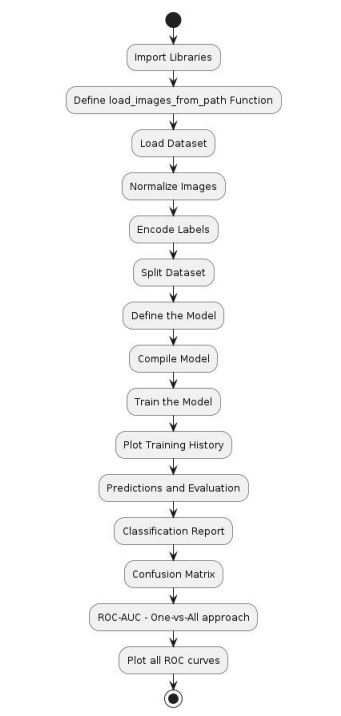 Import Libraries
Define load_images_from_path Function
Load Dataset
Normalize Images
Encode Labels
Split Dataset
Define the Model
Compile Model
Train the Model
Plot Training History
Predictions and Evaluation
Classification Report
Confusion Matrix
ROC-AUC - One-vs-All approach
Plot all ROC curves